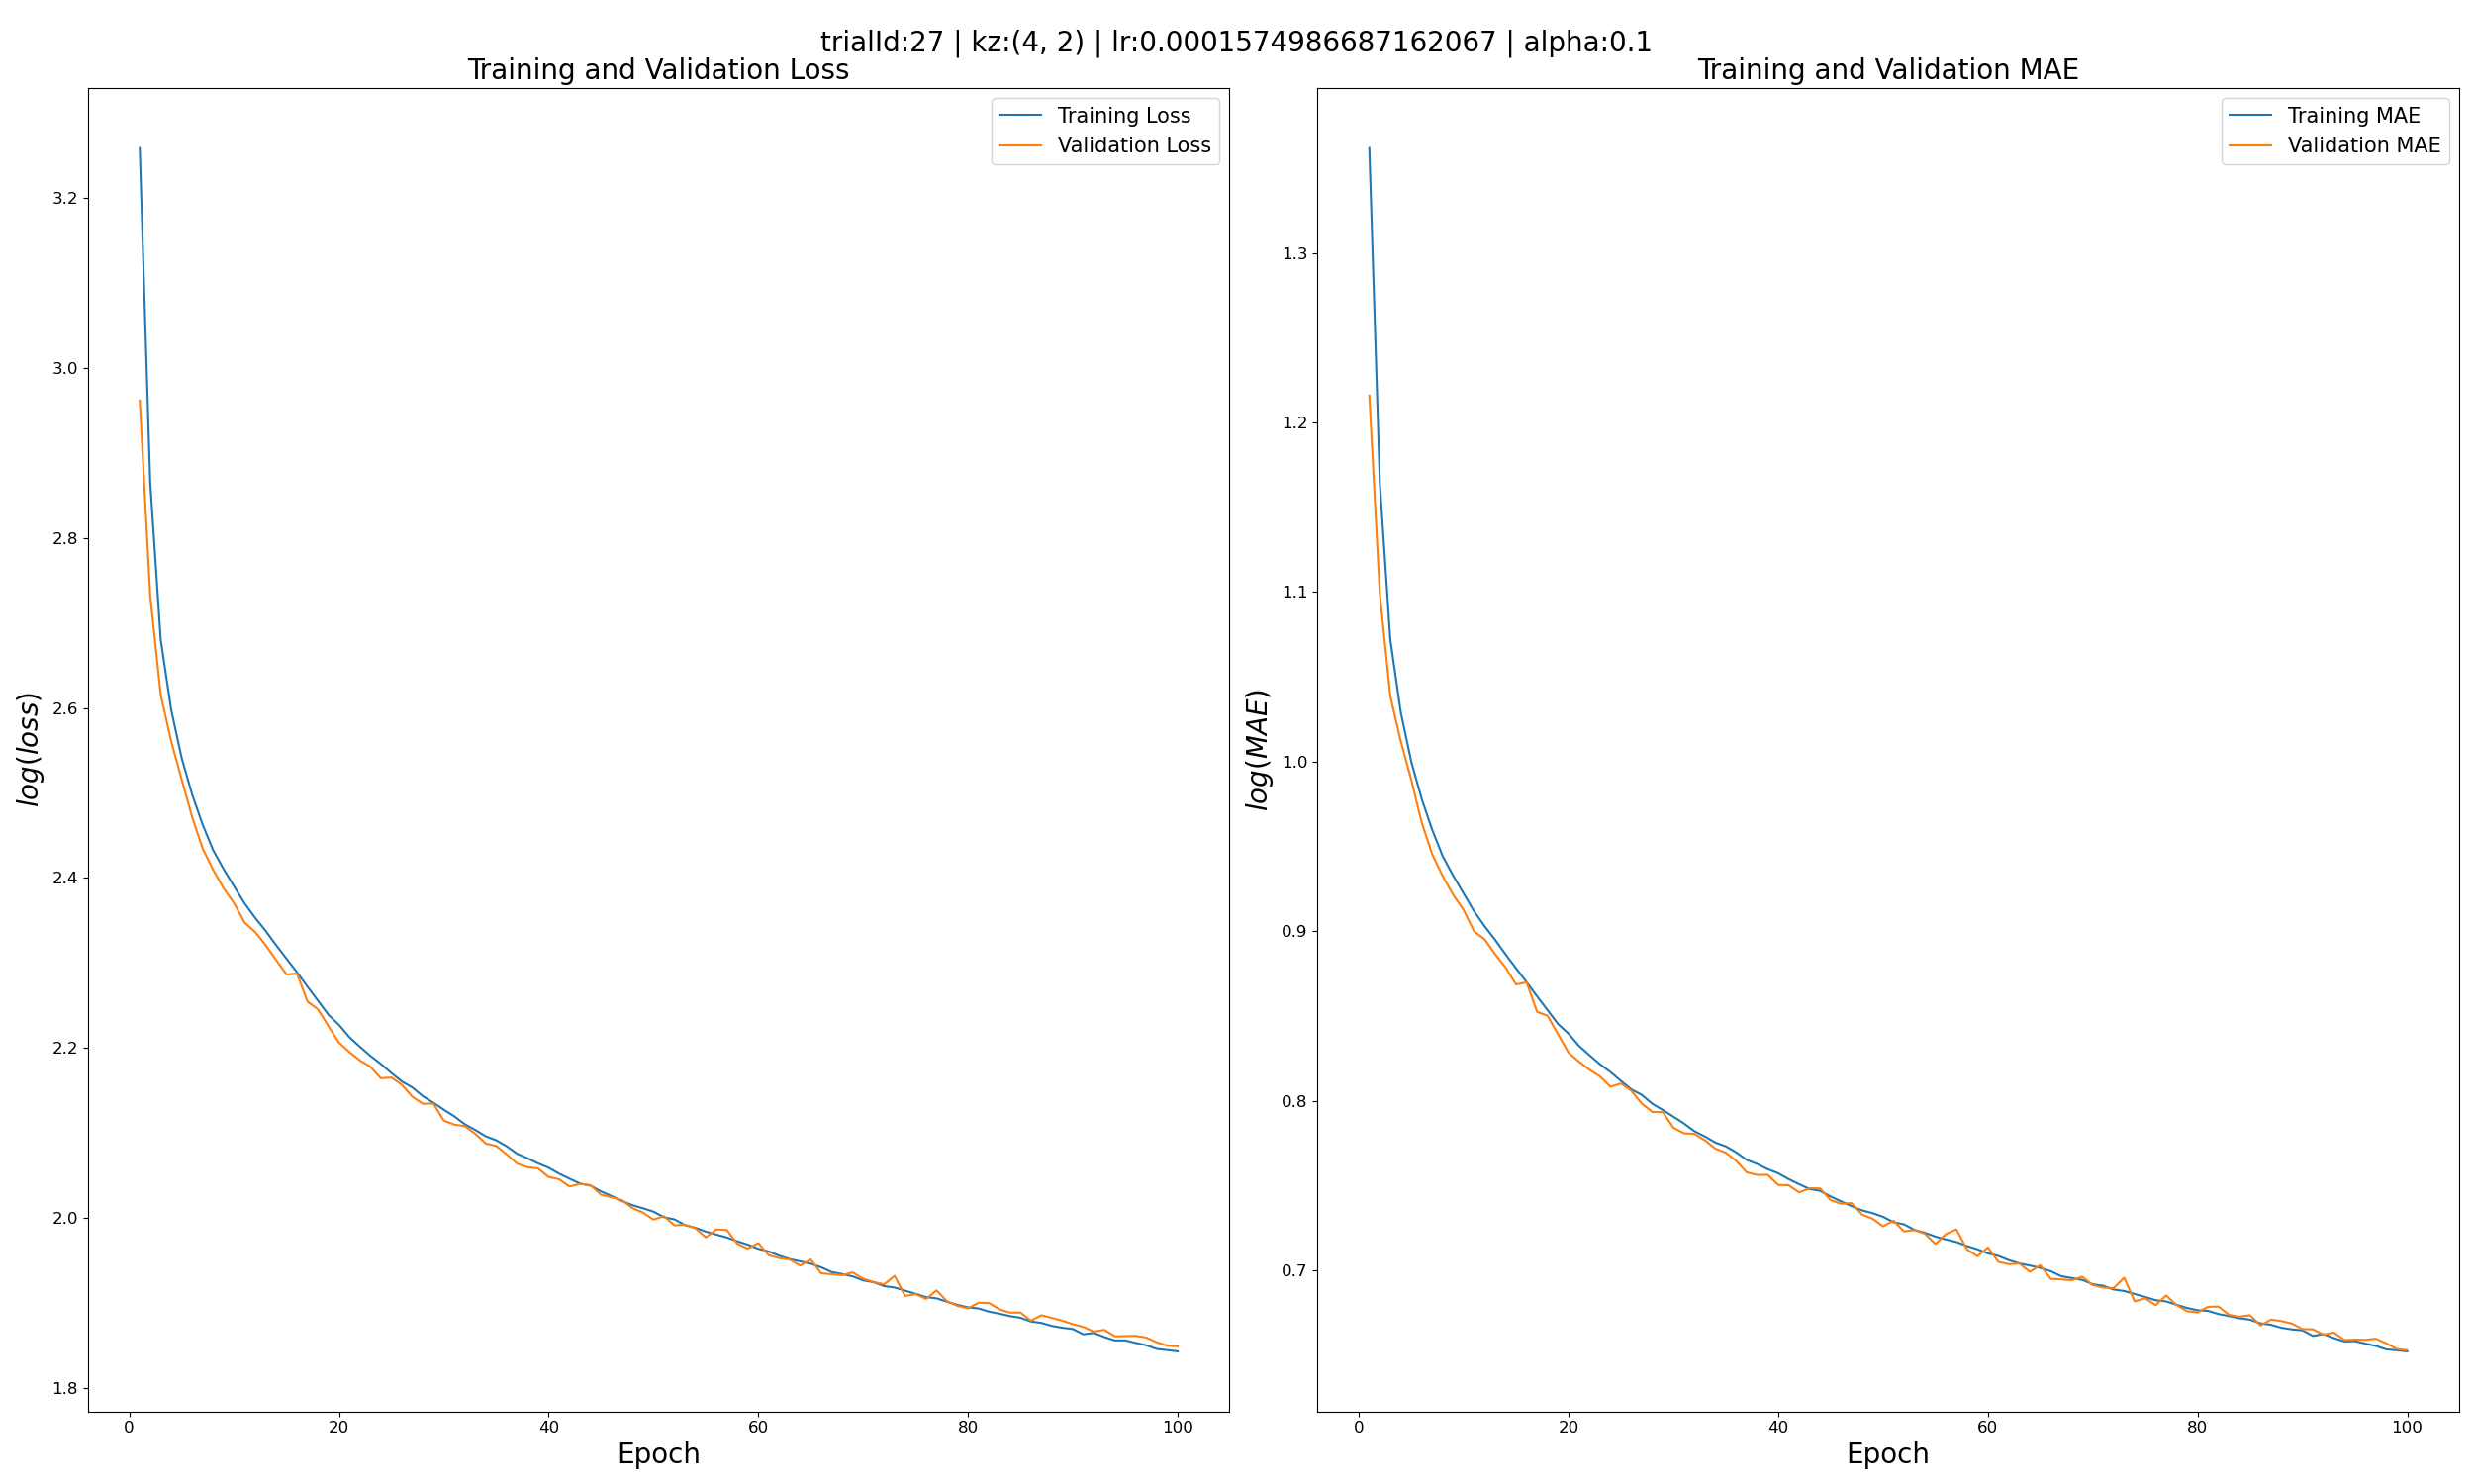 trialId:27 | kz:(4, 2) | lr:0.0001574986687162067 | alpha:0.1
Training and Validation Loss
Training Loss
Validation Loss
3.2
3.0
2.8
2.6
2.4
2.2
2.0
1.8
log(loss)
0 20 40 60 80 100
Epoch
Training and Validation MAE
Training MAE
Validation MAE
1.3
1.2
1.1
1.0
0.9
0.8
0.7
log(MAE)
0 20 40 60 80 100
Epoch